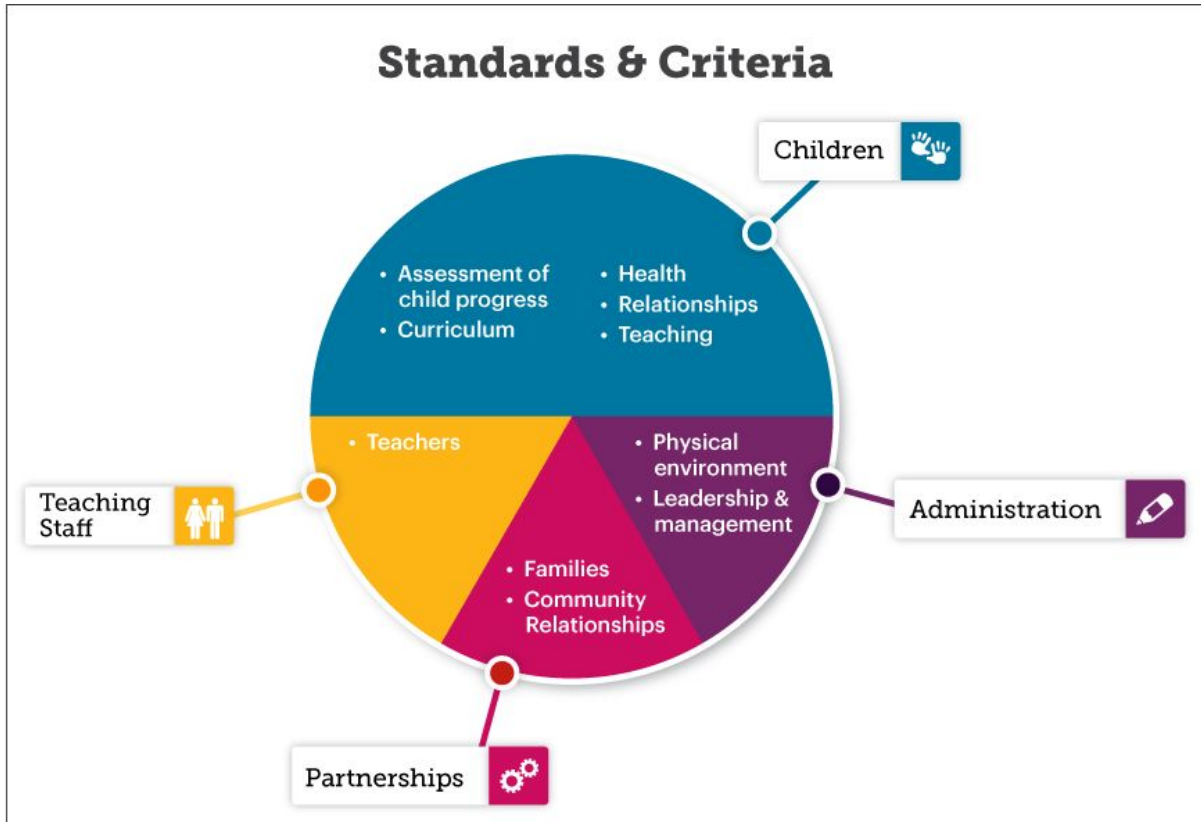 Standards & Criteria
Children
• Assessment of
child progress
• Curriculum
• Health
• Relationships
• Teaching
• Teachers
• Physical
environment
• Leadership &
management
• Families
• Community
Relationships
Teaching
Staff
Administration
Partnerships